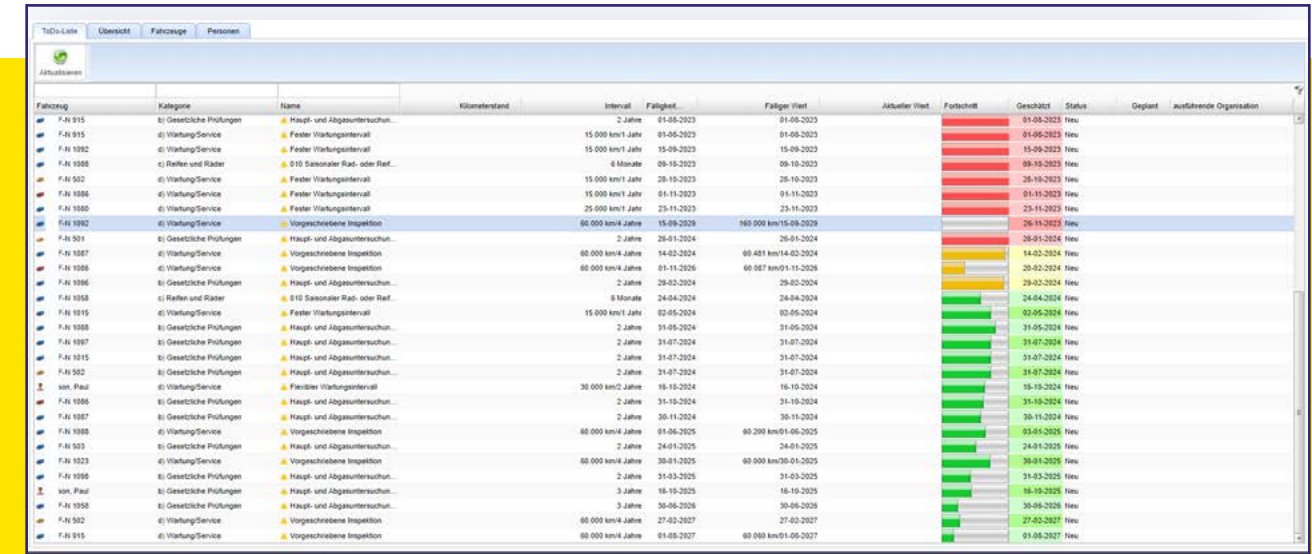 ToDo-Liste Übersicht Fahrzeuge Personen
Aktualisieren
Fahrzeug Kategorie Name Kilometerstand Intervall Fälligkeit... Fälliger Wert Aktueller Wert Fortschritt Geschätzt Status Geplant ausführende Organisation
F-N 915 b) Gesetzliche Prüfungen Haupt- und Abgasuntersuchun... 2 Jahre 01-08-2023 01-08-2023 01-08-2023 Neu
F-N 915 d) Wartung/Service Fester Wartungsintervall 15.000 km/1 Jahr 01-08-2023 01-08-2023 01-08-2023 Neu
F-N 1092 d) Wartung/Service Fester Wartungsintervall 15.000 km/1 Jahr 15-09-2023 15-09-2023 15-09-2023 Neu
F-N 1088 c) Reifen und Räder 010 Saisonaler Rad- oder Reif... 6 Monate 09-10-2023 09-10-2023 09-10-2023 Neu
F-N 502 d) Wartung/Service Fester Wartungsintervall 15.000 km/1 Jahr 28-10-2023 28-10-2023 28-10-2023 Neu
F-N 1086 d) Wartung/Service Fester Wartungsintervall 15.000 km/1 Jahr 01-11-2023 01-11-2023 01-11-2023 Neu
F-N 1080 d) Wartung/Service Fester Wartungsintervall 25.000 km/1 Jahr 23-11-2023 23-11-2023 23-11-2023 Neu
F-N 1092 d) Wartung/Service Vorgeschriebene Inspektion 60.000 km/4 Jahre 15-09-2029 160.000 km/15-09-2029 26-11-2023 Neu
F-N 501 b) Gesetzliche Prüfungen Haupt- und Abgasuntersuchun... 2 Jahre 26-01-2024 26-01-2024 26-01-2024 Neu
F-N 1087 d) Wartung/Service Vorgeschriebene Inspektion 60.000 km/4 Jahre 14-02-2024 60.481 km/14-02-2024 14-02-2024 Neu
F-N 1086 d) Wartung/Service Vorgeschriebene Inspektion 60.000 km/4 Jahre 01-11-2026 60.087 km/01-11-2026 20-02-2024 Neu
F-N 1096 b) Gesetzliche Prüfungen Haupt- und Abgasuntersuchun... 2 Jahre 29-02-2024 29-02-2024 29-02-2024 Neu
F-N 1058 c) Reifen und Räder 010 Saisonaler Rad- oder Reif... 6 Monate 24-04-2024 24-04-2024 24-04-2024 Neu
F-N 1015 d) Wartung/Service Fester Wartungsintervall 15.000 km/1 Jahr 02-05-2024 02-05-2024 02-05-2024 Neu
F-N 1088 b) Gesetzliche Prüfungen Haupt- und Abgasuntersuchun... 2 Jahre 31-05-2024 31-05-2024 31-05-2024 Neu
F-N 1097 b) Gesetzliche Prüfungen Haupt- und Abgasuntersuchun... 2 Jahre 31-07-2024 31-07-2024 31-07-2024 Neu
F-N 1015 b) Gesetzliche Prüfungen Haupt- und Abgasuntersuchun... 2 Jahre 31-07-2024 31-07-2024 31-07-2024 Neu
F-N 502 b) Gesetzliche Prüfungen Haupt- und Abgasuntersuchun... 2 Jahre 31-07-2024 31-07-2024 31-07-2024 Neu
son, Paul d) Wartung/Service Flexibler Wartungsintervall 30.000 km/2 Jahre 16-10-2024 16-10-2024 16-10-2024 Neu
F-N 1086 b) Gesetzliche Prüfungen Haupt- und Abgasuntersuchun... 2 Jahre 31-10-2024 31-10-2024 31-10-2024 Neu
F-N 1087 b) Gesetzliche Prüfungen Haupt- und Abgasuntersuchun... 2 Jahre 30-11-2024 30-11-2024 30-11-2024 Neu
F-N 1088 d) Wartung/Service Vorgeschriebene Inspektion 60.000 km/4 Jahre 01-06-2025 60.200 km/01-06-2025 03-01-2025 Neu
F-N 503 b) Gesetzliche Prüfungen Haupt- und Abgasuntersuchun... 2 Jahre 24-01-2025 24-01-2025 24-01-2025 Neu
F-N 1023 d) Wartung/Service Vorgeschriebene Inspektion 60.000 km/4 Jahre 30-01-2025 60.000 km/30-01-2025 30-01-2025 Neu
F-N 1098 b) Gesetzliche Prüfungen Haupt- und Abgasuntersuchun... 2 Jahre 31-03-2025 31-03-2025 31-03-2025 Neu
son, Paul b) Gesetzliche Prüfungen Haupt- und Abgasuntersuchun... 3 Jahre 16-10-2025 16-10-2025 16-10-2025 Neu
F-N 1058 b) Gesetzliche Prüfungen Haupt- und Abgasuntersuchun... 3 Jahre 30-06-2026 30-06-2026 30-06-2026 Neu
F-N 502 d) Wartung/Service Vorgeschriebene Inspektion 60.000 km/4 Jahre 27-02-2027 27-02-2027 27-02-2027 Neu
F-N 915 d) Wartung/Service Vorgeschriebene Inspektion 60.000 km/4 Jahre 01-08-2027 60.060 km/01-08-2027 01-08-2027 Neu